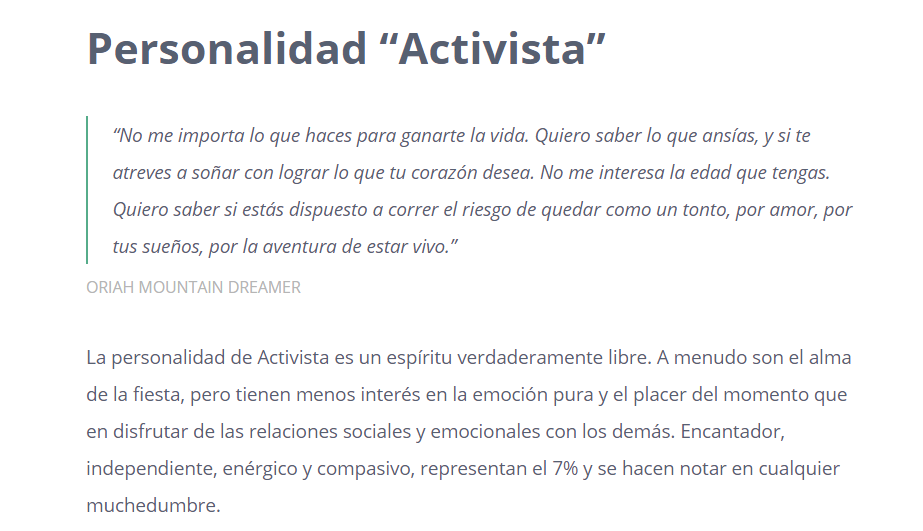 Personalidad “Activista”
“No me importa lo que haces para ganarte la vida. Quiero saber lo que ansías, y si te
atreves a soñar con lograr lo que tu corazón desea. No me interesa la edad que tengas.
Quiero saber si estás dispuesto a correr el riesgo de quedar como un tonto, por amor, por
tus sueños, por la aventura de estar vivo.”
ORIAH MOUNTAIN DREAMER
La personalidad de Activista es un espíritu verdaderamente libre. A menudo son el alma
de la fiesta, pero tienen menos interés en la emoción pura y el placer del momento que
en disfrutar de las relaciones sociales y emocionales con los demás. Encantador,
independiente, enérgico y compasivo, representan el 7% y se hacen notar en cualquier
muchedumbre.